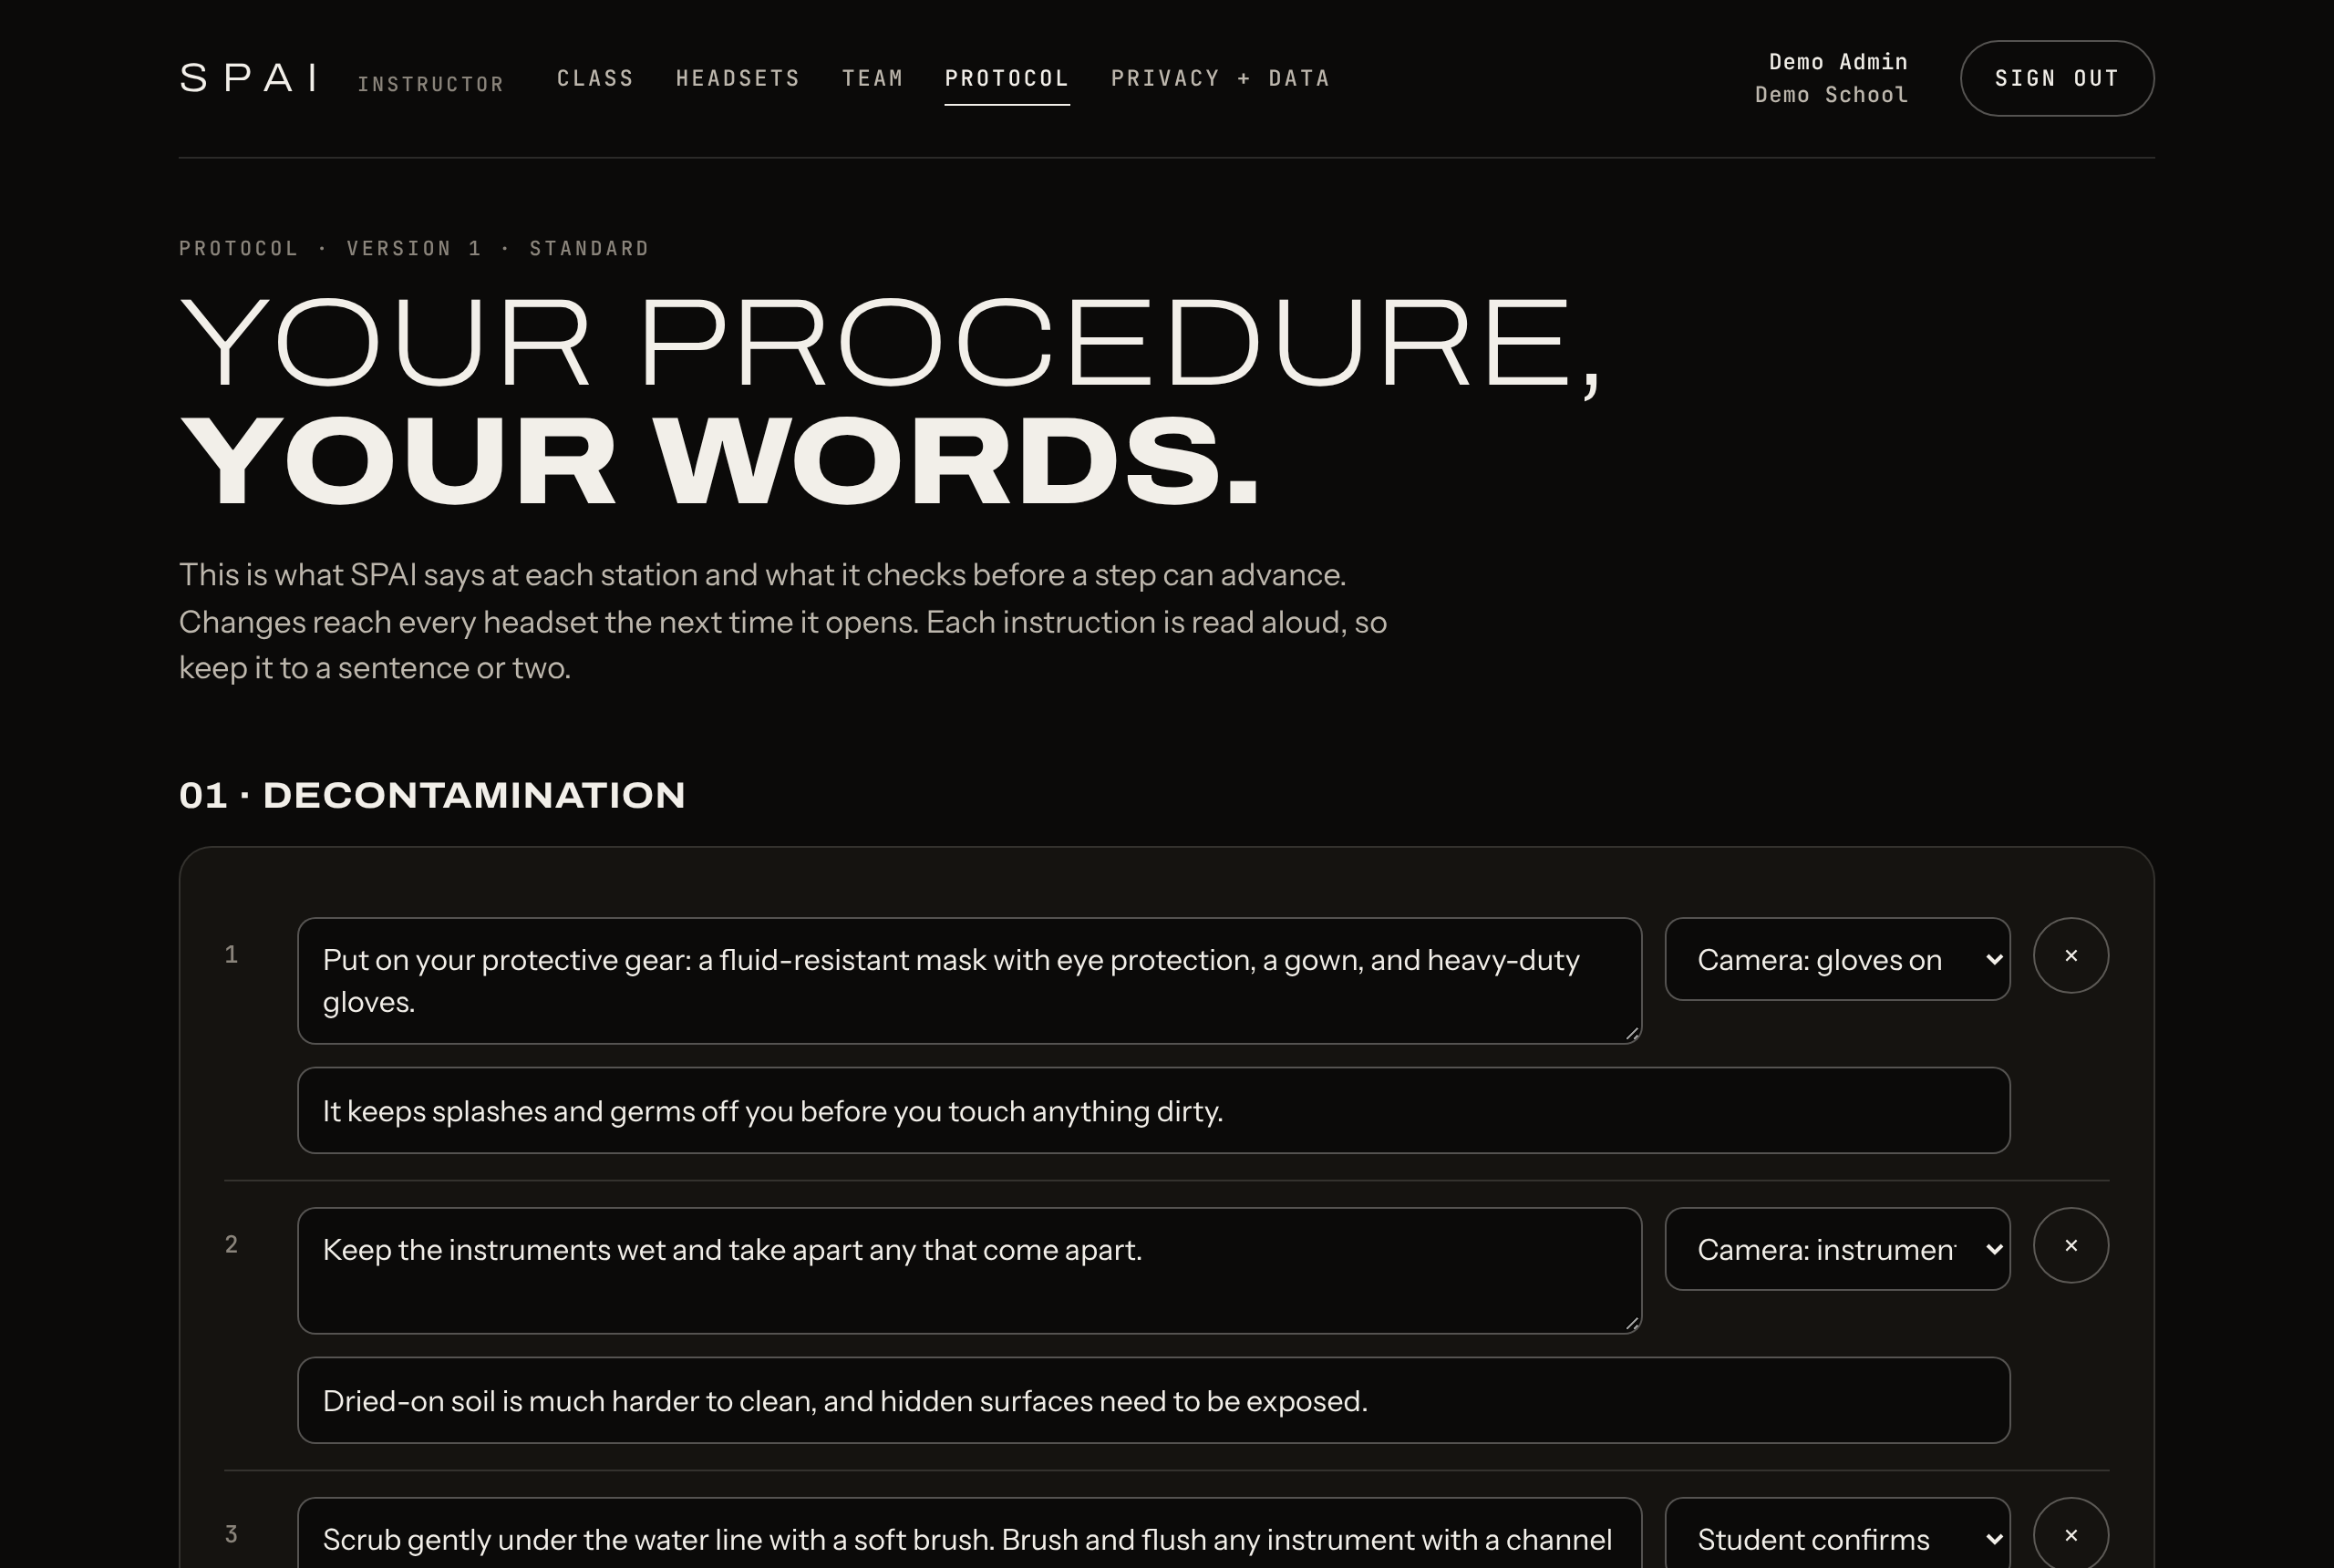 SPAI INSTRUCTOR CLASS HEADSETS TEAM PROTOCOL PRIVACY + DATA
Demo Admin
Demo School
SIGN OUT
PROTOCOL · VERSION 1 · STANDARD
YOUR PROCEDURE,
YOUR WORDS.
This is what SPAI says at each station and what it checks before a step can advance.
Changes reach every headset the next time it opens. Each instruction is read aloud, so
keep it to a sentence or two.
01 · DECONTAMINATION
1
Put on your protective gear: a fluid-resistant mask with eye protection, a gown, and heavy-duty
gloves.
Camera: gloves on
×
It keeps splashes and germs off you before you touch anything dirty.
2
Keep the instruments wet and take apart any that come apart.
Camera: instrumen
×
Dried-on soil is much harder to clean, and hidden surfaces need to be exposed.
3
Scrub gently under the water line with a soft brush. Brush and flush any instrument with a channel
Student confirms
×